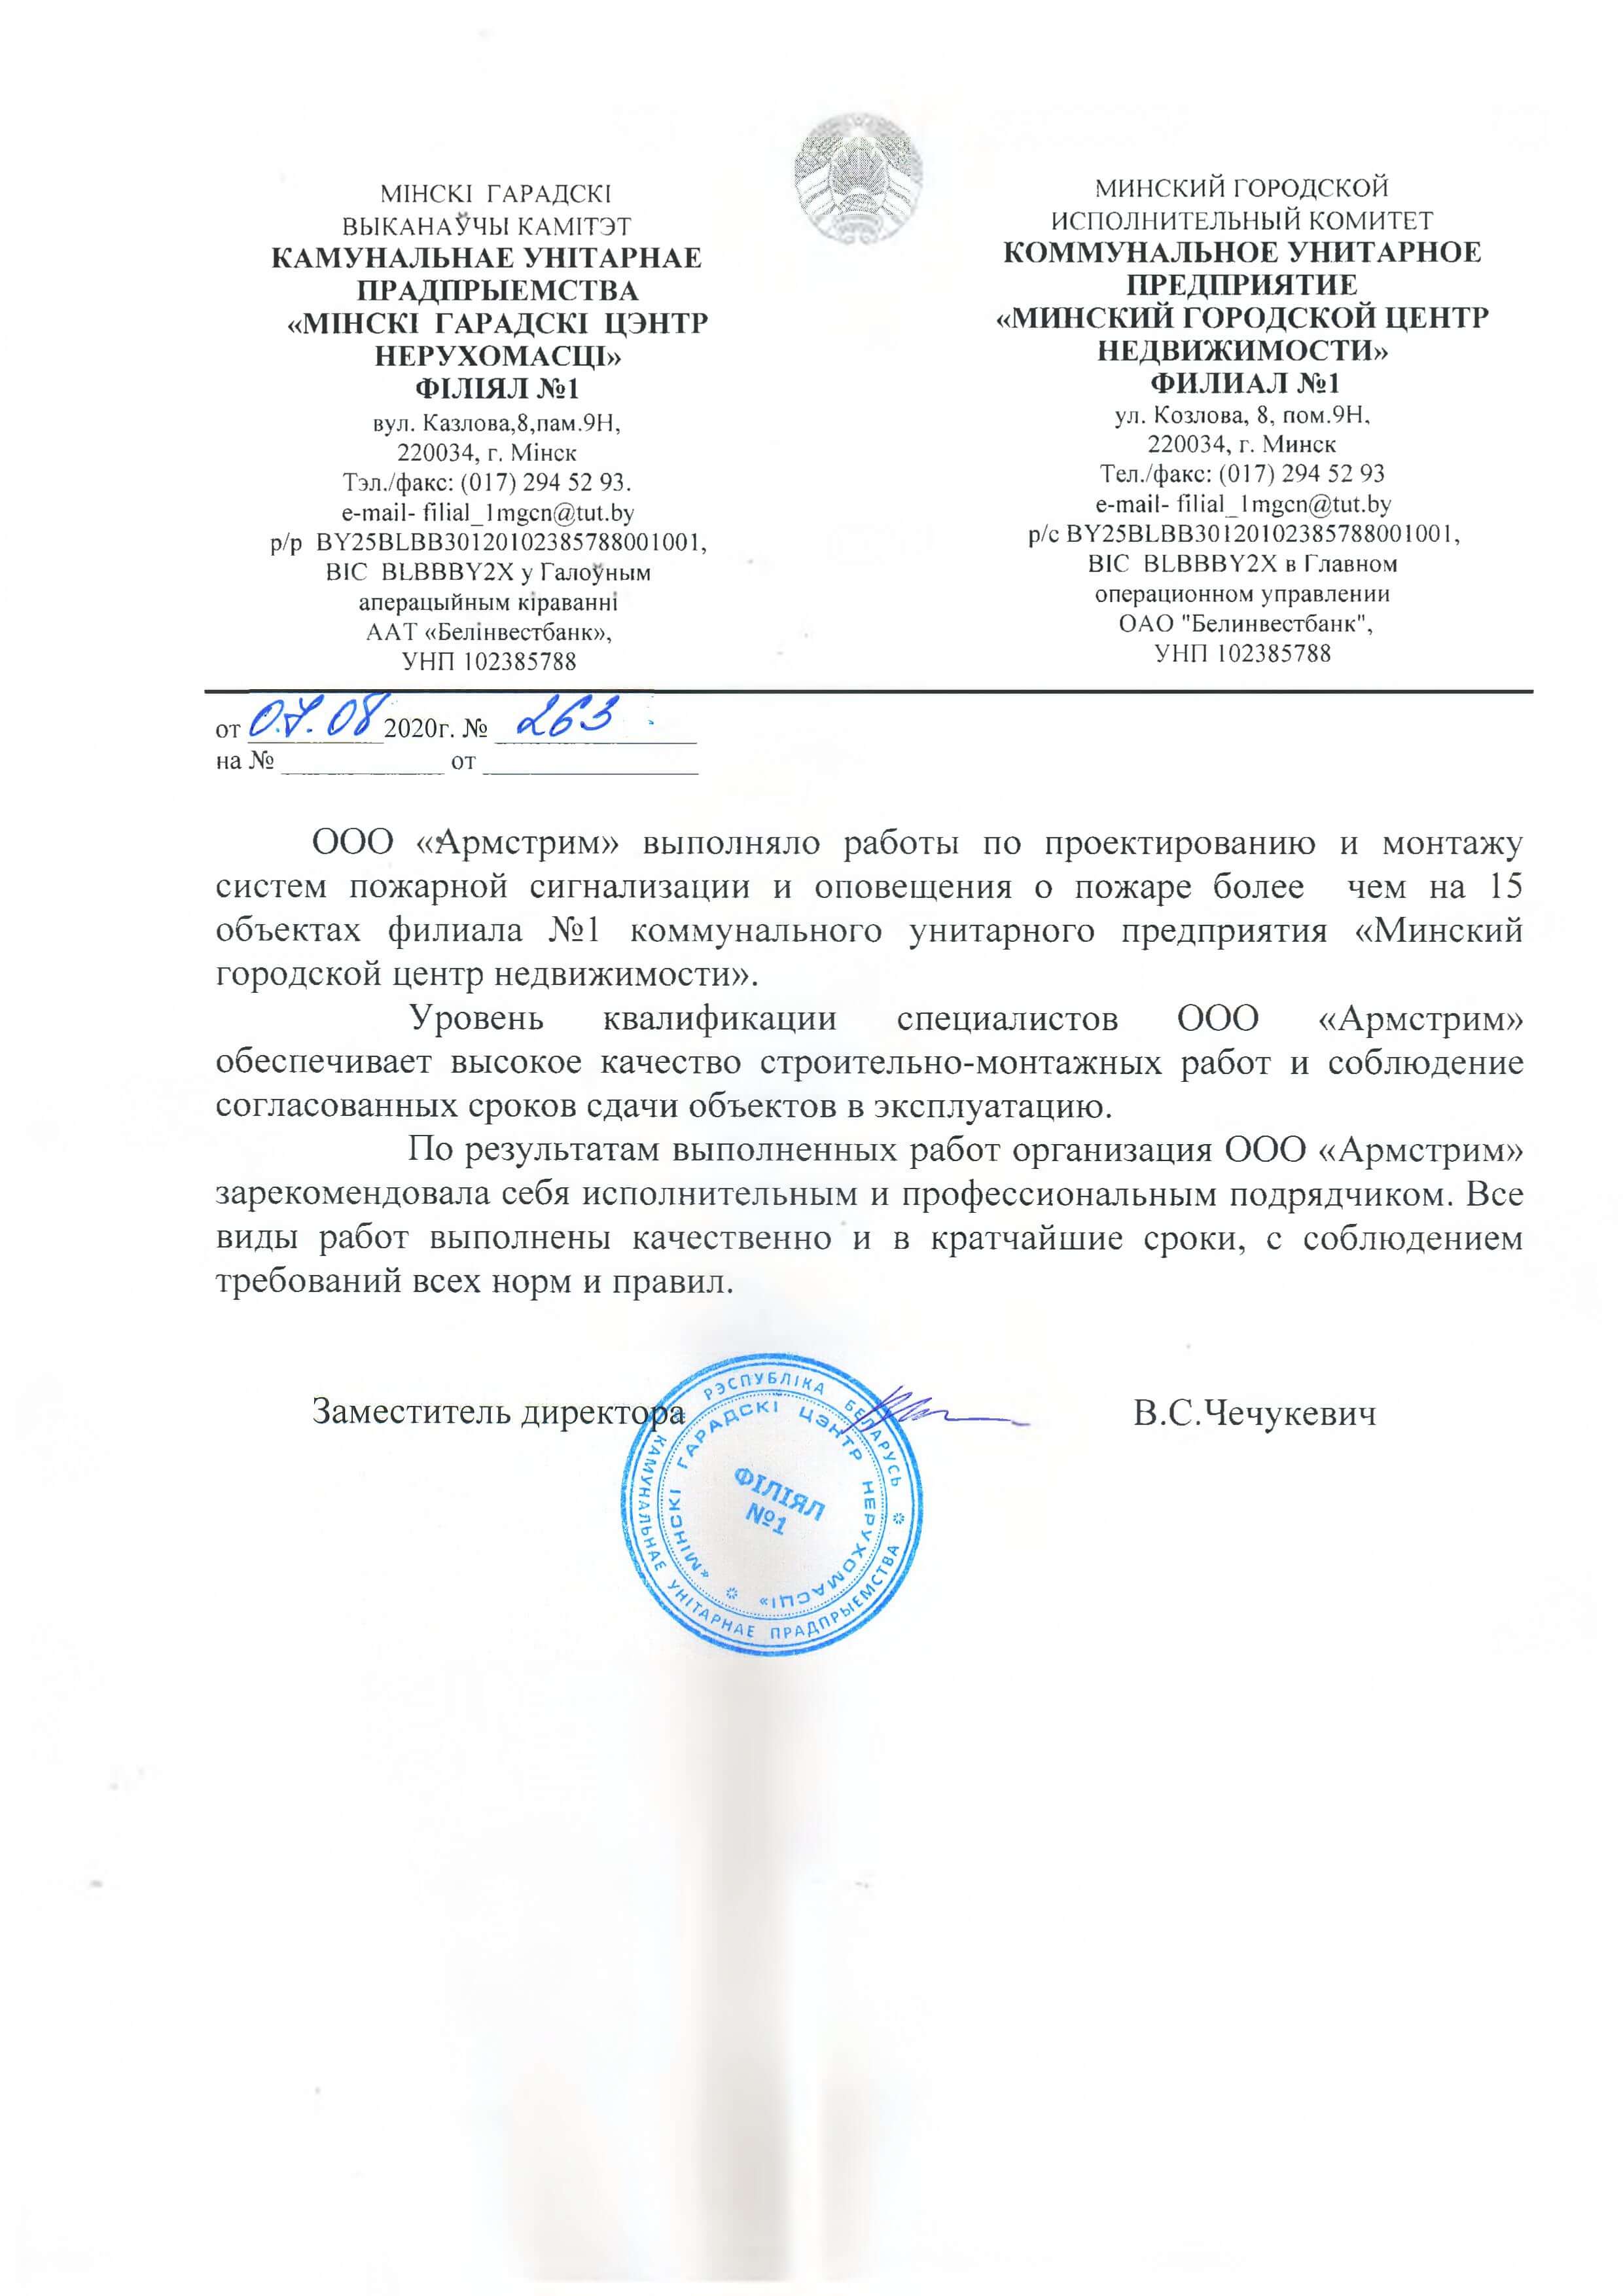 МІНСКІ ГАРАДСКІ
ВЫКАНАЎЧЫ КАМІТЭТ
КАМУНАЛЬНАЕ УНІТАРНАЕ
ПРАДПРЫЕМСТВА
«МІНСКІ ГАРАДСКІ ЦЭНТР
НЕРУХОМАСЦІ»
ФІЛІЯЛ №1
вул. Казлова,8,пам.9Н,
220034, г. Мінск
Тэл./факс: (017) 294 52 93.
e-mail- filial_1mgcn@tut.by
р/р BY25BLBB30120102385788001001,
BIC BLBBBY2X у Галоўным
аперацыйным кіраванні
ААТ «Белінвестбанк»,
УНП 102385788
МИНСКИЙ ГОРОДСКОЙ
ИСПОЛНИТЕЛЬНЫЙ КОМИТЕТ
КОММУНАЛЬНОЕ УНИТАРНОЕ
ПРЕДПРИЯТИЕ
«МИНСКИЙ ГОРОДСКОЙ ЦЕНТР
НЕДВИЖИМОСТИ»
ФИЛИАЛ №1
ул. Козлова, 8, пом.9Н,
220034, г. Минск
Тел./факс: (017) 294 52 93
e-mail- filial_1mgcn@tut.by
р/с BY25BLBB30120102385788001001,
BIC BLBBBY2X в Главном
операционном управлении
ОАО "Белинвестбанк",
УНП 102385788
от 07.08 2020г. № 263
на № ____________ от ________________
ООО «Армстрим» выполняло работы по проектированию и монтажу
систем пожарной сигнализации и оповещения о пожаре более чем на 15
объектах филиала №1 коммунального унитарного предприятия «Минский
городской центр недвижимости».
Уровень квалификации специалистов ООО «Армстрим»
обеспечивает высокое качество строительно-монтажных работ и соблюдение
согласованных сроков сдачи объектов в эксплуатацию.
По результатам выполненных работ организация ООО «Армстрим»
зарекомендовала себя исполнительным и профессиональным подрядчиком. Все
виды работ выполнены качественно и в кратчайшие сроки, с соблюдением
требований всех норм и правил.
Заместитель директора В.С.Чечукевич
РЭСПУБЛІКА БЕЛАРУСЬ
КАМУНАЛЬНАЕ УНІТАРНАЕ ПРАДПРЫЕМСТВА
«МІНСКІ ГАРАДСКІ ЦЭНТР НЕРУХОМАСЦІ»
ФІЛІЯЛ
№1